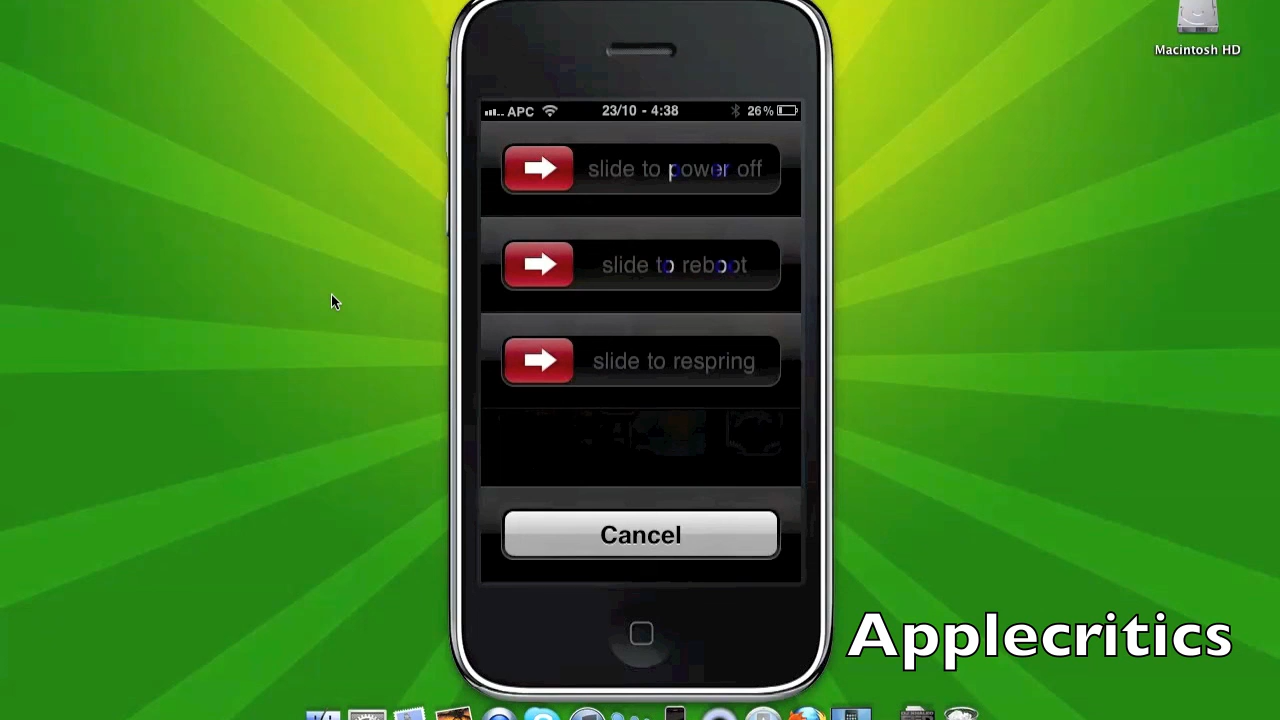 Macintosh HD
APC 23/10 - 4:38 26%
slide to power off
slide to reboot
slide to respring
Cancel
Applecritics